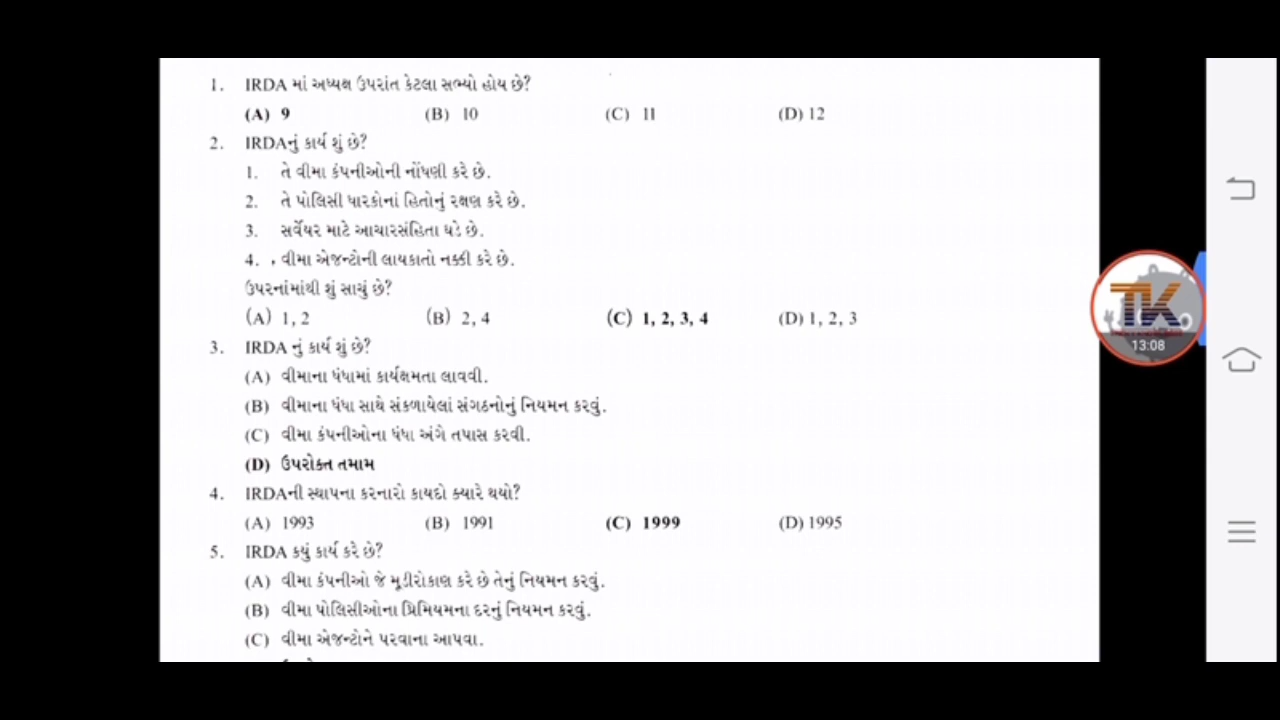 1. IRDA માં અધ્યક્ષ ઉપરાંત કેટલા સભ્યો હોય છે?
(A) 9 (B) 10 (C) 11 (D) 12
2. IRDAનું કાર્ય શું છે?
1. તે વીમા કંપનીઓની નોંધણી કરે છે.
2. તે પોલિસી ધારકોનાં હિતોનું રક્ષણ કરે છે.
3. સર્વેયર માટે આચારસંહિતા ઘડે છે.
4. વીમા એજન્ટોની લાયકાતો નક્કી કરે છે.
ઉપરનાંમાંથી શું સાચું છે?
(A) 1, 2 (B) 2, 4 (C) 1, 2, 3, 4 (D) 1, 2, 3
3. IRDA નું કાર્ય શું છે?
(A) વીમાના ધંધામાં કાર્યક્ષમતા લાવવી.
(B) વીમાના ધંધા સાથે સંકળાયેલાં સંગઠનોનું નિયમન કરવું.
(C) વીમા કંપનીઓના ધંધા અંગે તપાસ કરવી.
(D) ઉપરોક્ત તમામ
4. IRDAની સ્થાપના કરનારો કાયદો ક્યારે થયો?
(A) 1993 (B) 1991 (C) 1999 (D) 1995
5. IRDA કયું કાર્ય કરે છે?
(A) વીમા કંપનીઓ જે મૂડીરોકાણ કરે છે તેનું નિયમન કરવું.
(B) વીમા પોલિસીઓના પ્રિમિયમના દરનું નિયમન કરવું.
(C) વીમા એજન્ટોને પરવાના આપવા.
TK
13:08